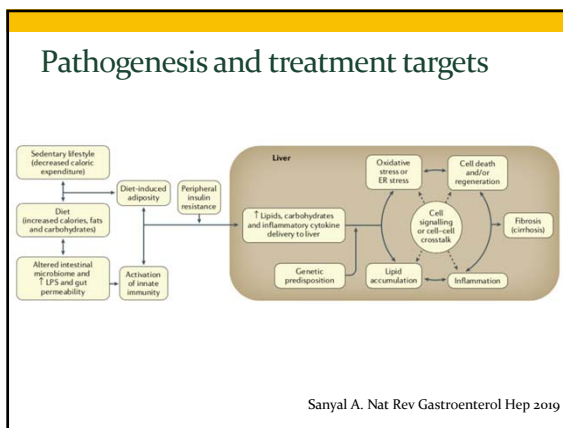 Pathogenesis and treatment targets
Sedentary lifestyle
(decreased caloric
expenditure)
Diet
(increased calories, fats
and carbohydrates)
Altered intestinal
microbiome and
↑ LPS and gut
permeability
Diet-induced
adiposity
Activation
of innate
immunity
Peripheral
insulin
resistance
Liver
↑ Lipids, carbohydrates
and inflammatory cytokine
delivery to liver
Genetic
predisposition
Oxidative
stress or
ER stress
Cell death
and/or
regeneration
Cell
signalling
or cell–cell
crosstalk
Lipid
accumulation
Inflammation
Fibrosis
(cirrhosis)
Sanyal A. Nat Rev Gastroenterol Hep 2019